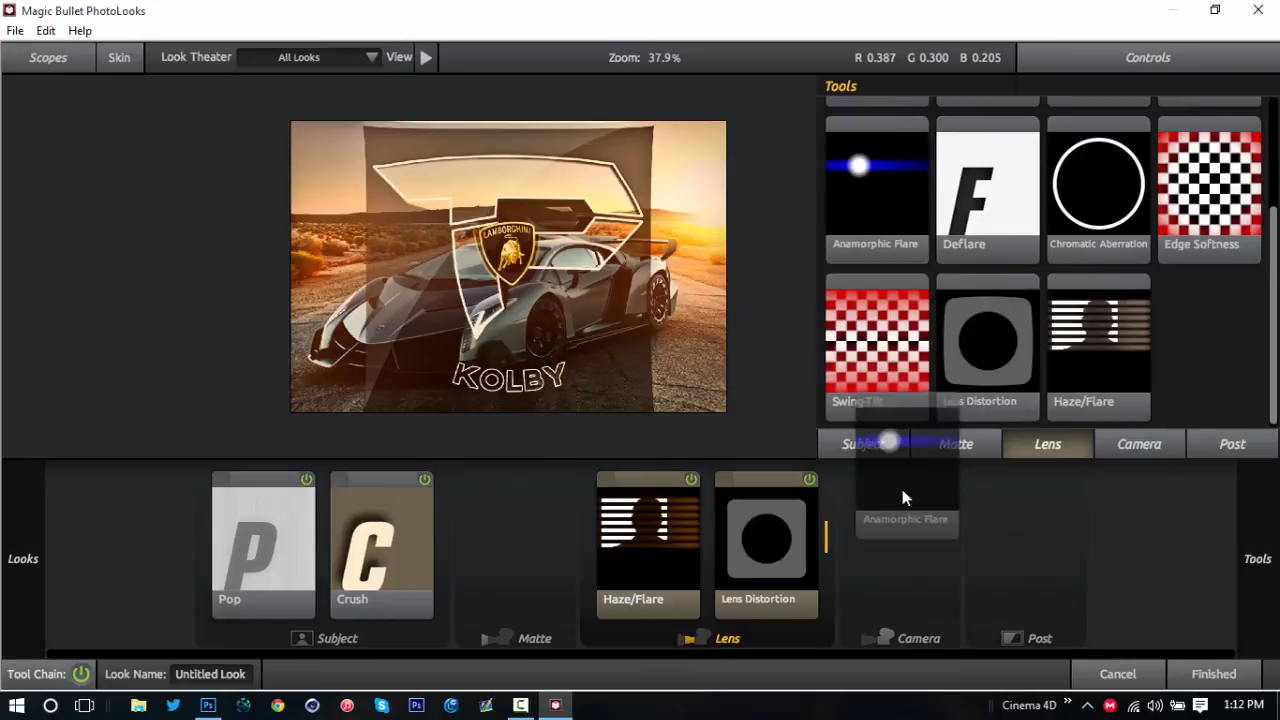 Magic Bullet PhotoLooks
File Edit Help
Scopes Skin Look Theater All Looks View Zoom: 37.9% R 0.387 G 0.300 B 0.205 Controls
Tools
LAMBORGHINI
KOLBY
Anamorphic Flare Deflare Chromatic Aberration Edge Softness
Swing-Tilt Lens Distortion Haze/Flare
Subject Matte Lens Camera Post
Anamorphic Flare
Looks
Tools
Pop Crush Haze/Flare Lens Distortion
Subject Matte Lens Camera Post
Tool Chain: Look Name: Untitled Look Cancel Finished
Cinema 4D 1:12 PM